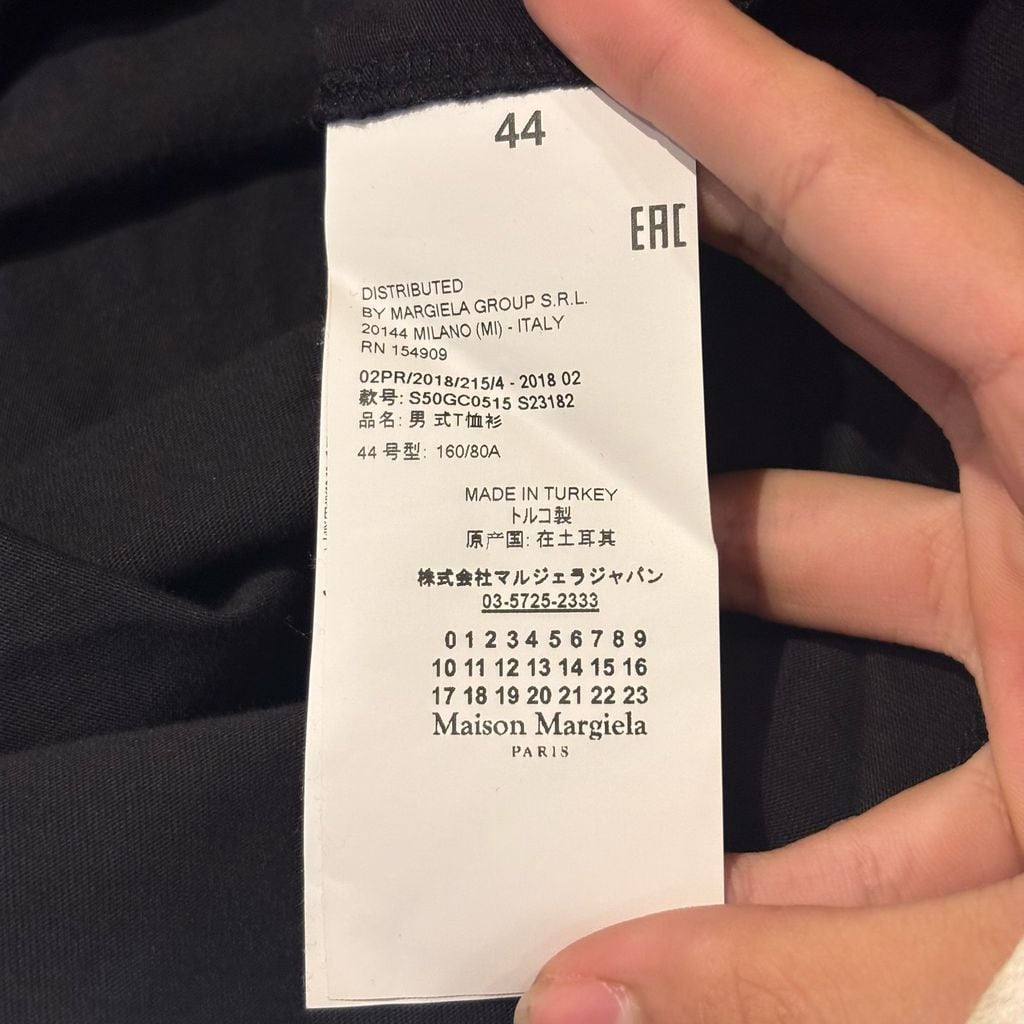 44
EAC
DISTRIBUTED
BY MARGIELA GROUP S.R.L.
20144 MILANO (MI) - ITALY
RN 154909
02PR/2018/215/4 - 2018 02
款号: S50GC0515 S23182
品名: 男 式T恤衫
44 号型: 160/80A
MADE IN TURKEY
トルコ製
原产国: 在土耳其
株式会社マルジェラジャパン
03-5725-2333
0 1 2 3 4 5 6 7 8 9
10 11 12 13 14 15 16
17 18 19 20 21 22 23
Maison Margiela
PARIS